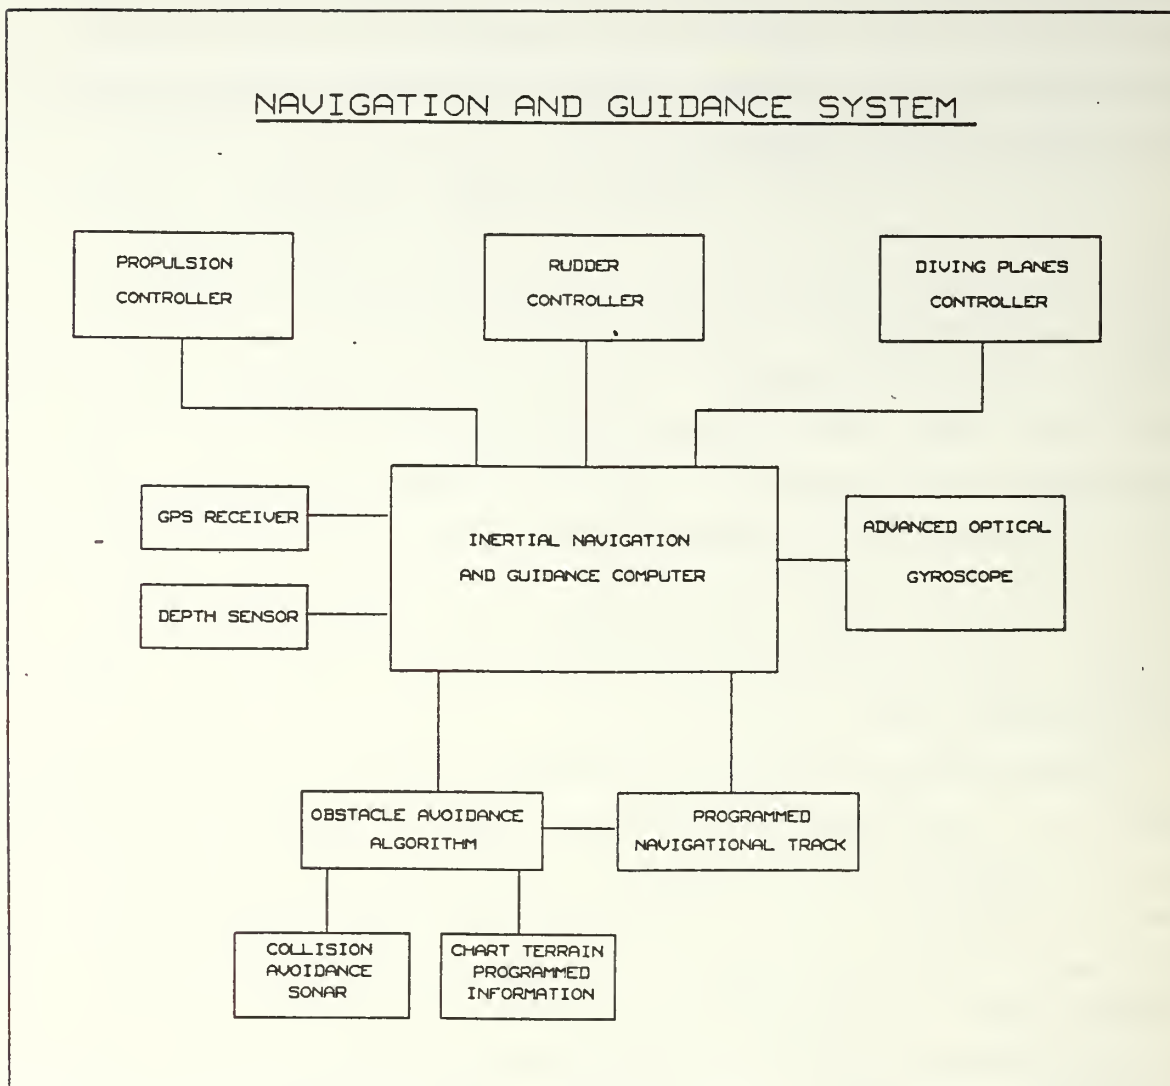 NAVIGATION AND GUIDANCE SYSTEM
PROPULSION
CONTROLLER
RUDDER
CONTROLLER
DIVING PLANES
CONTROLLER
GPS RECEIVER
DEPTH SENSOR
INERTIAL NAVIGATION
AND GUIDANCE COMPUTER
ADVANCED OPTICAL
GYROSCOPE
OBSTACLE AVOIDANCE
ALGORITHM
PROGRAMMED
NAVIGATIONAL TRACK
COLLISION
AVOIDANCE
SONAR
CHART TERRAIN
PROGRAMMED
INFORMATION